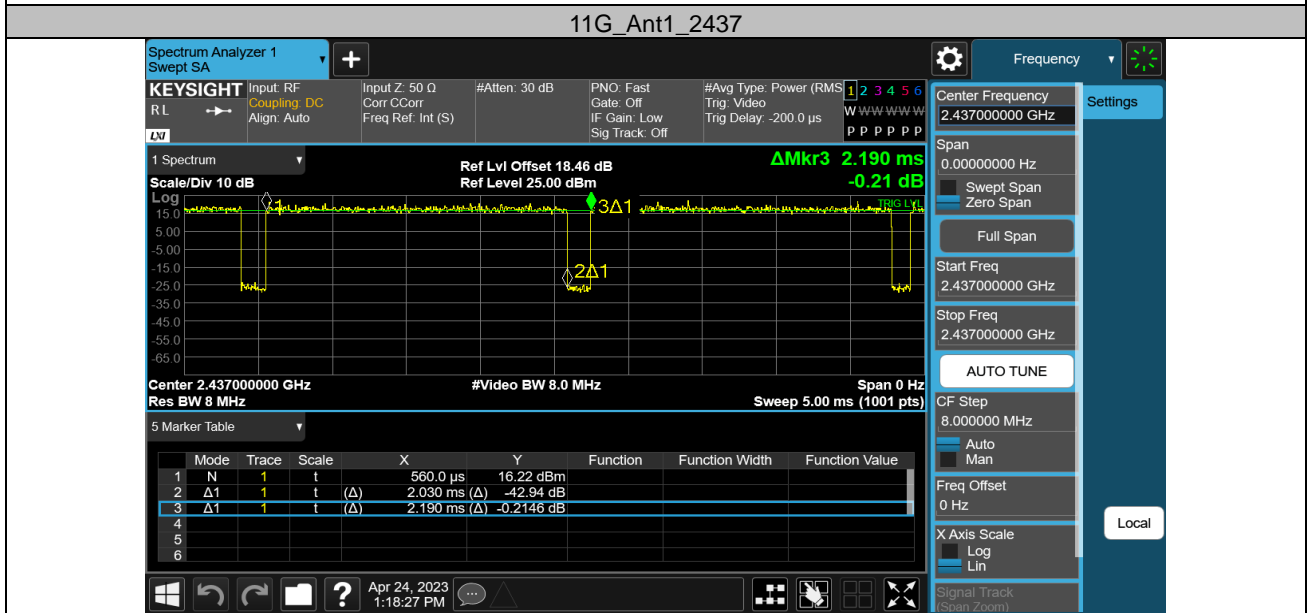 11G_Ant1_2437
Spectrum Analyzer 1
Swept SA
Frequency
KEYSIGHT
RL
LXI
Input: RF
Coupling: DC
Align: Auto
Input Z: 50 Ω
Corr CCorr
Freq Ref: Int (S)
#Atten: 30 dB
PNO: Fast
Gate: Off
IF Gain: Low
Sig Track: Off
#Avg Type: Power (RMS
Trig: Video
Trig Delay: -200.0 µs
1 2 3 4 5 6
W W W W W W
P P P P P P
1 Spectrum
Scale/Div 10 dB
Ref Lvl Offset 18.46 dB
Ref Level 25.00 dBm
ΔMkr3 2.190 ms
-0.21 dB
Log
15.0
5.00
-5.00
-15.0
-25.0
-35.0
-45.0
-55.0
-65.0
1
3Δ1
TRIG LVL
2Δ1
Center 2.437000000 GHz
#Video BW 8.0 MHz
Span 0 Hz
Res BW 8 MHz
Sweep 5.00 ms (1001 pts)
5 Marker Table
Mode Trace Scale X Y Function Function Width Function Value
1 N 1 t 560.0 µs 16.22 dBm
2 Δ1 1 t (Δ) 2.030 ms (Δ) -42.94 dB
3 Δ1 1 t (Δ) 2.190 ms (Δ) -0.2146 dB
4
5
6
?
Apr 24, 2023
1:18:27 PM
Center Frequency
2.437000000 GHz
Settings
Span
0.00000000 Hz
Swept Span
Zero Span
Full Span
Start Freq
2.437000000 GHz
Stop Freq
2.437000000 GHz
AUTO TUNE
CF Step
8.000000 MHz
Auto
Man
Freq Offset
0 Hz
Local
X Axis Scale
Log
Lin
Signal Track
(Span Zoom)